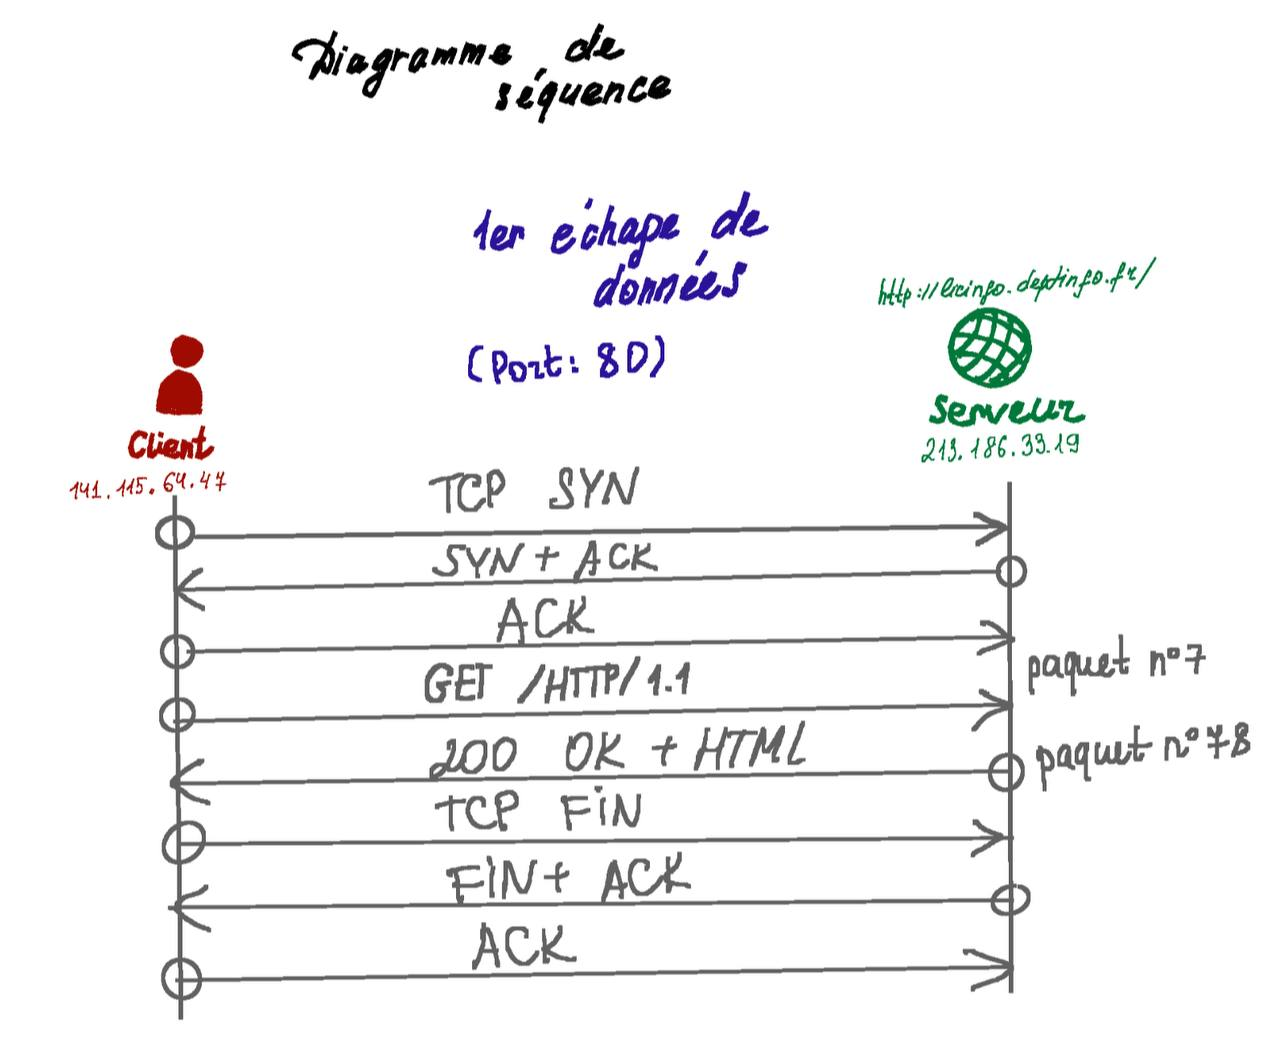 Diagramme de
séquence
1er échape de
données
(Port: 80)
http://licinfo.deptinfo.fr/
Serveur
213.186.33.19
Client
141.115.64.47
TCP SYN
SYN + ACK
ACK
GET /HTTP/1.1
paquet n°7
200 OK + HTML
paquet n°78
TCP FiN
FiN + ACK
ACK